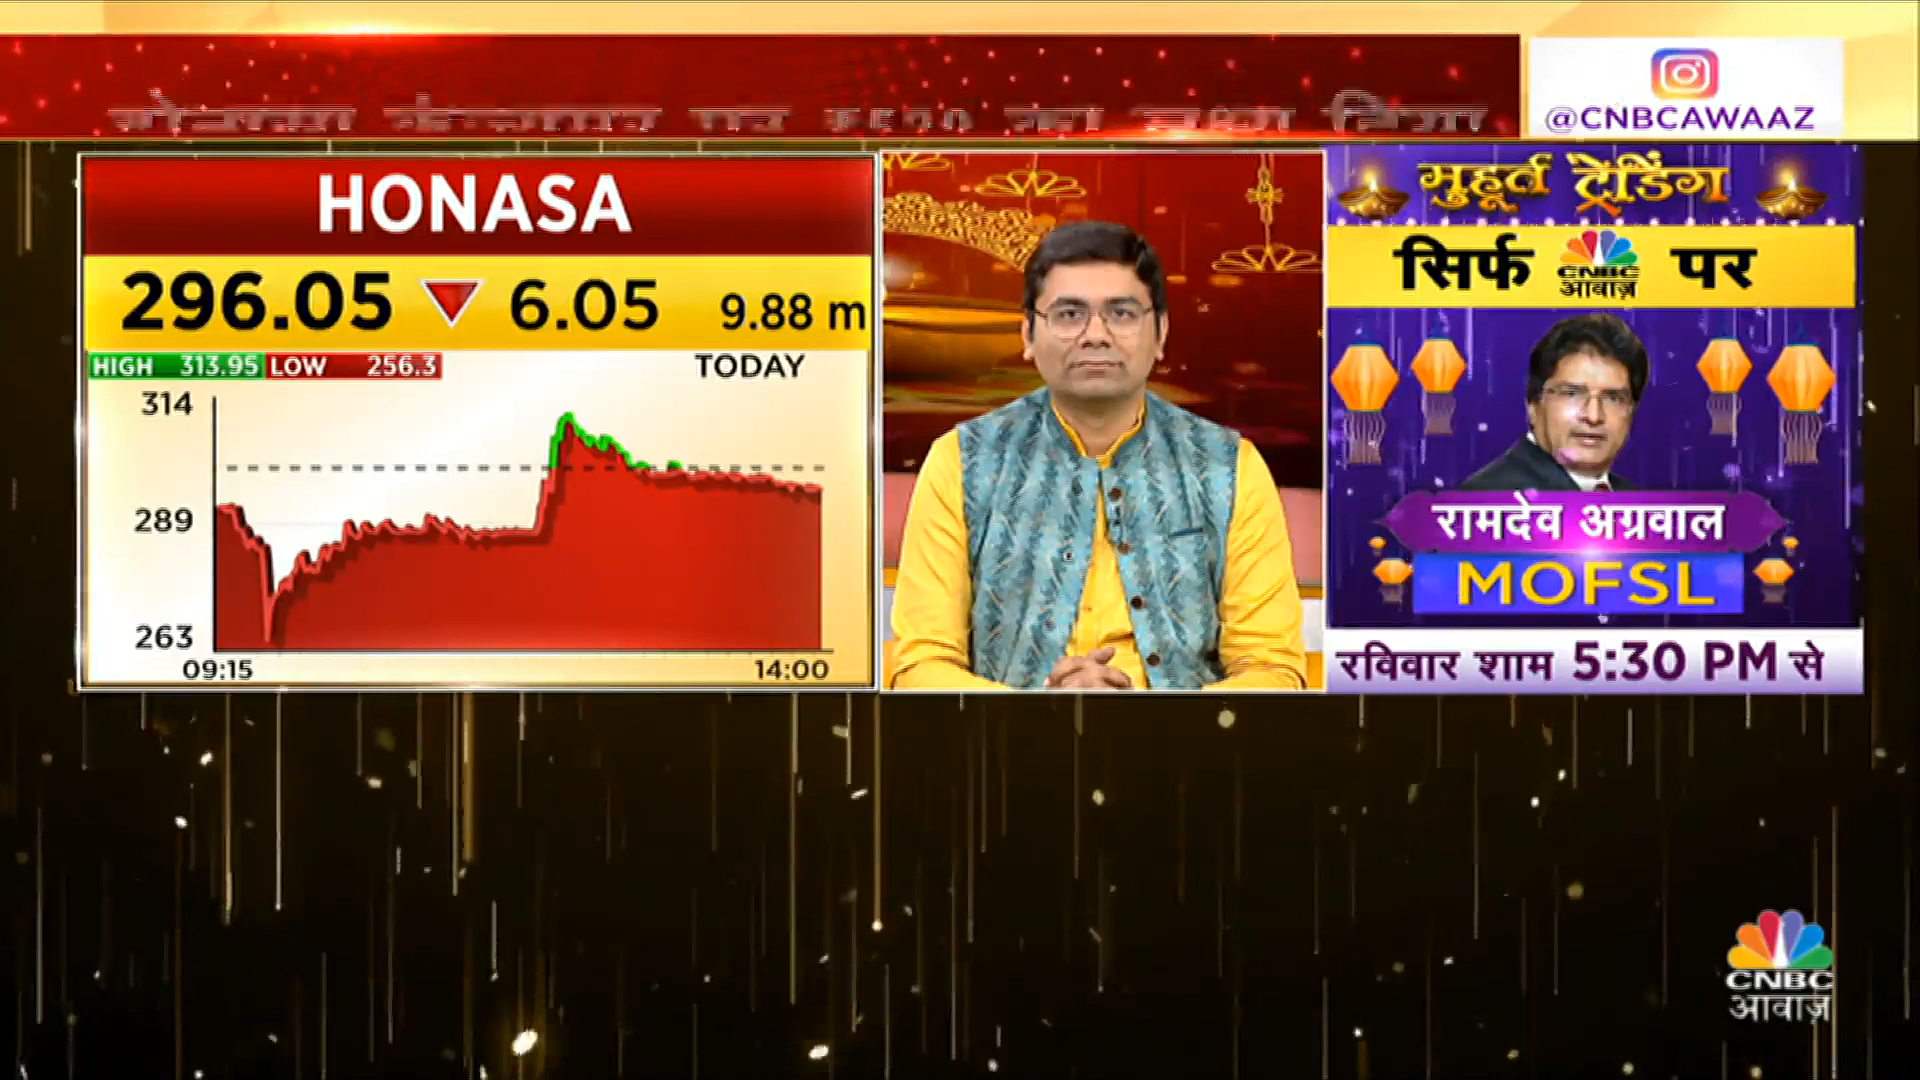 @CNBCAWAAZ
HONASA
296.05 6.05 9.88 m
HIGH 313.95 LOW 256.3 TODAY
314
289
263
09:15 14:00
मुहूर्त ट्रेडिंग
सिर्फ CNBC आवाज़ पर
रामदेव अग्रवाल
MOFSL
रविवार शाम 5:30 PM से
CNBC
आवाज़